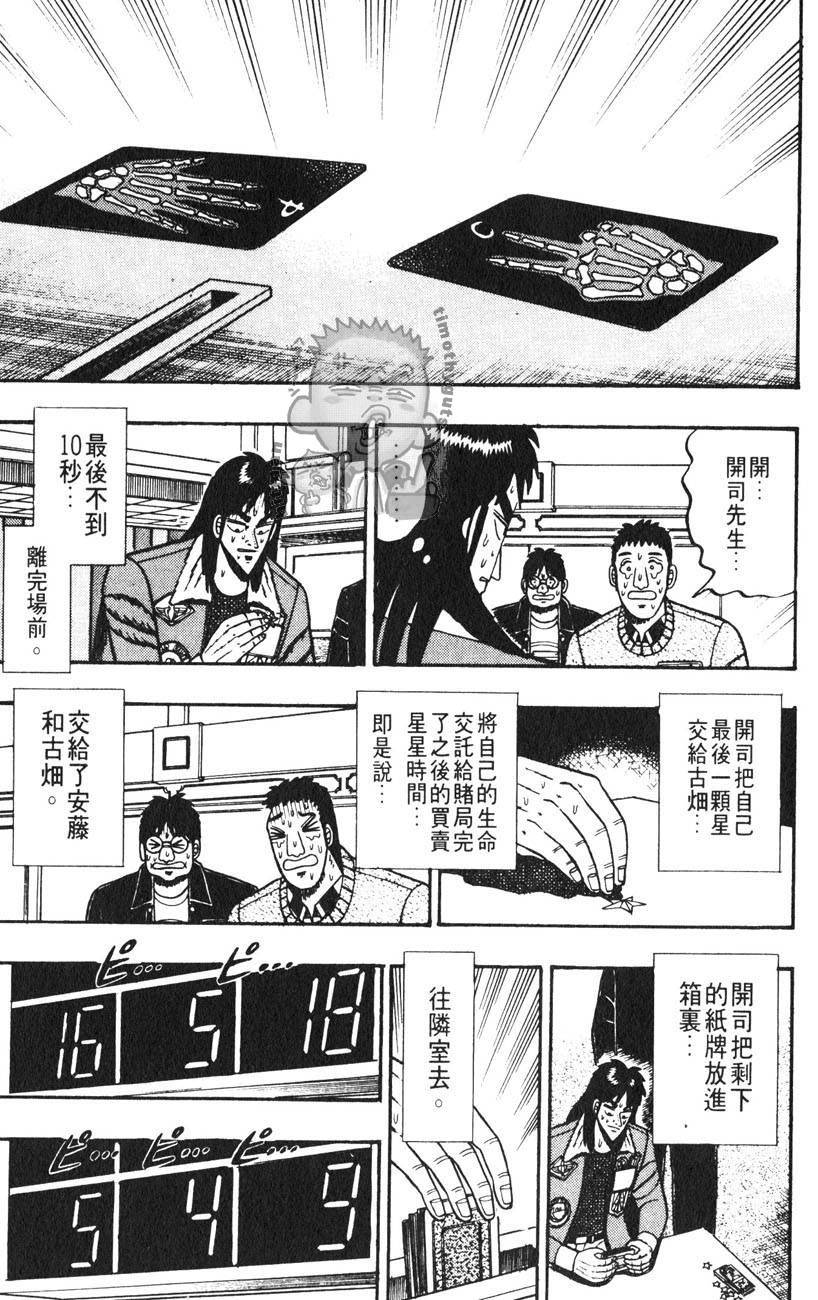 timothyguts
開…
開司先生…
……
最後不到
10秒…
離完場前。
開司把自己
最後一顆星
交給古畑…
將自己的生命
交託給賭局完
了之後的買賣
星星時間…
即是說…
交給了安藤
和古畑。
開司把剩下
的紙牌放進
箱裏…
往隣室去。
ピ…
ピ…
16 5 18
ピ…
ピ…
ピ…
5 4 9